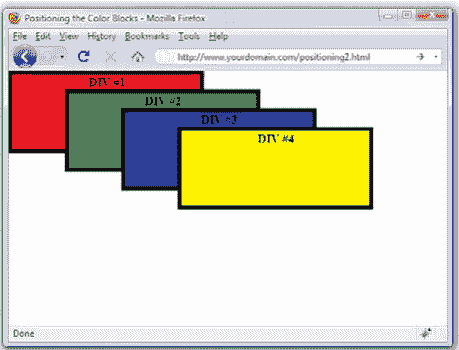 Positioning the Color Blocks - Mozilla Firefox
File Edit View History Bookmarks Tools Help
http://www.yourdomain.com/positioning2.html
DIV #1
DIV #2
DIV #3
DIV #4
Done